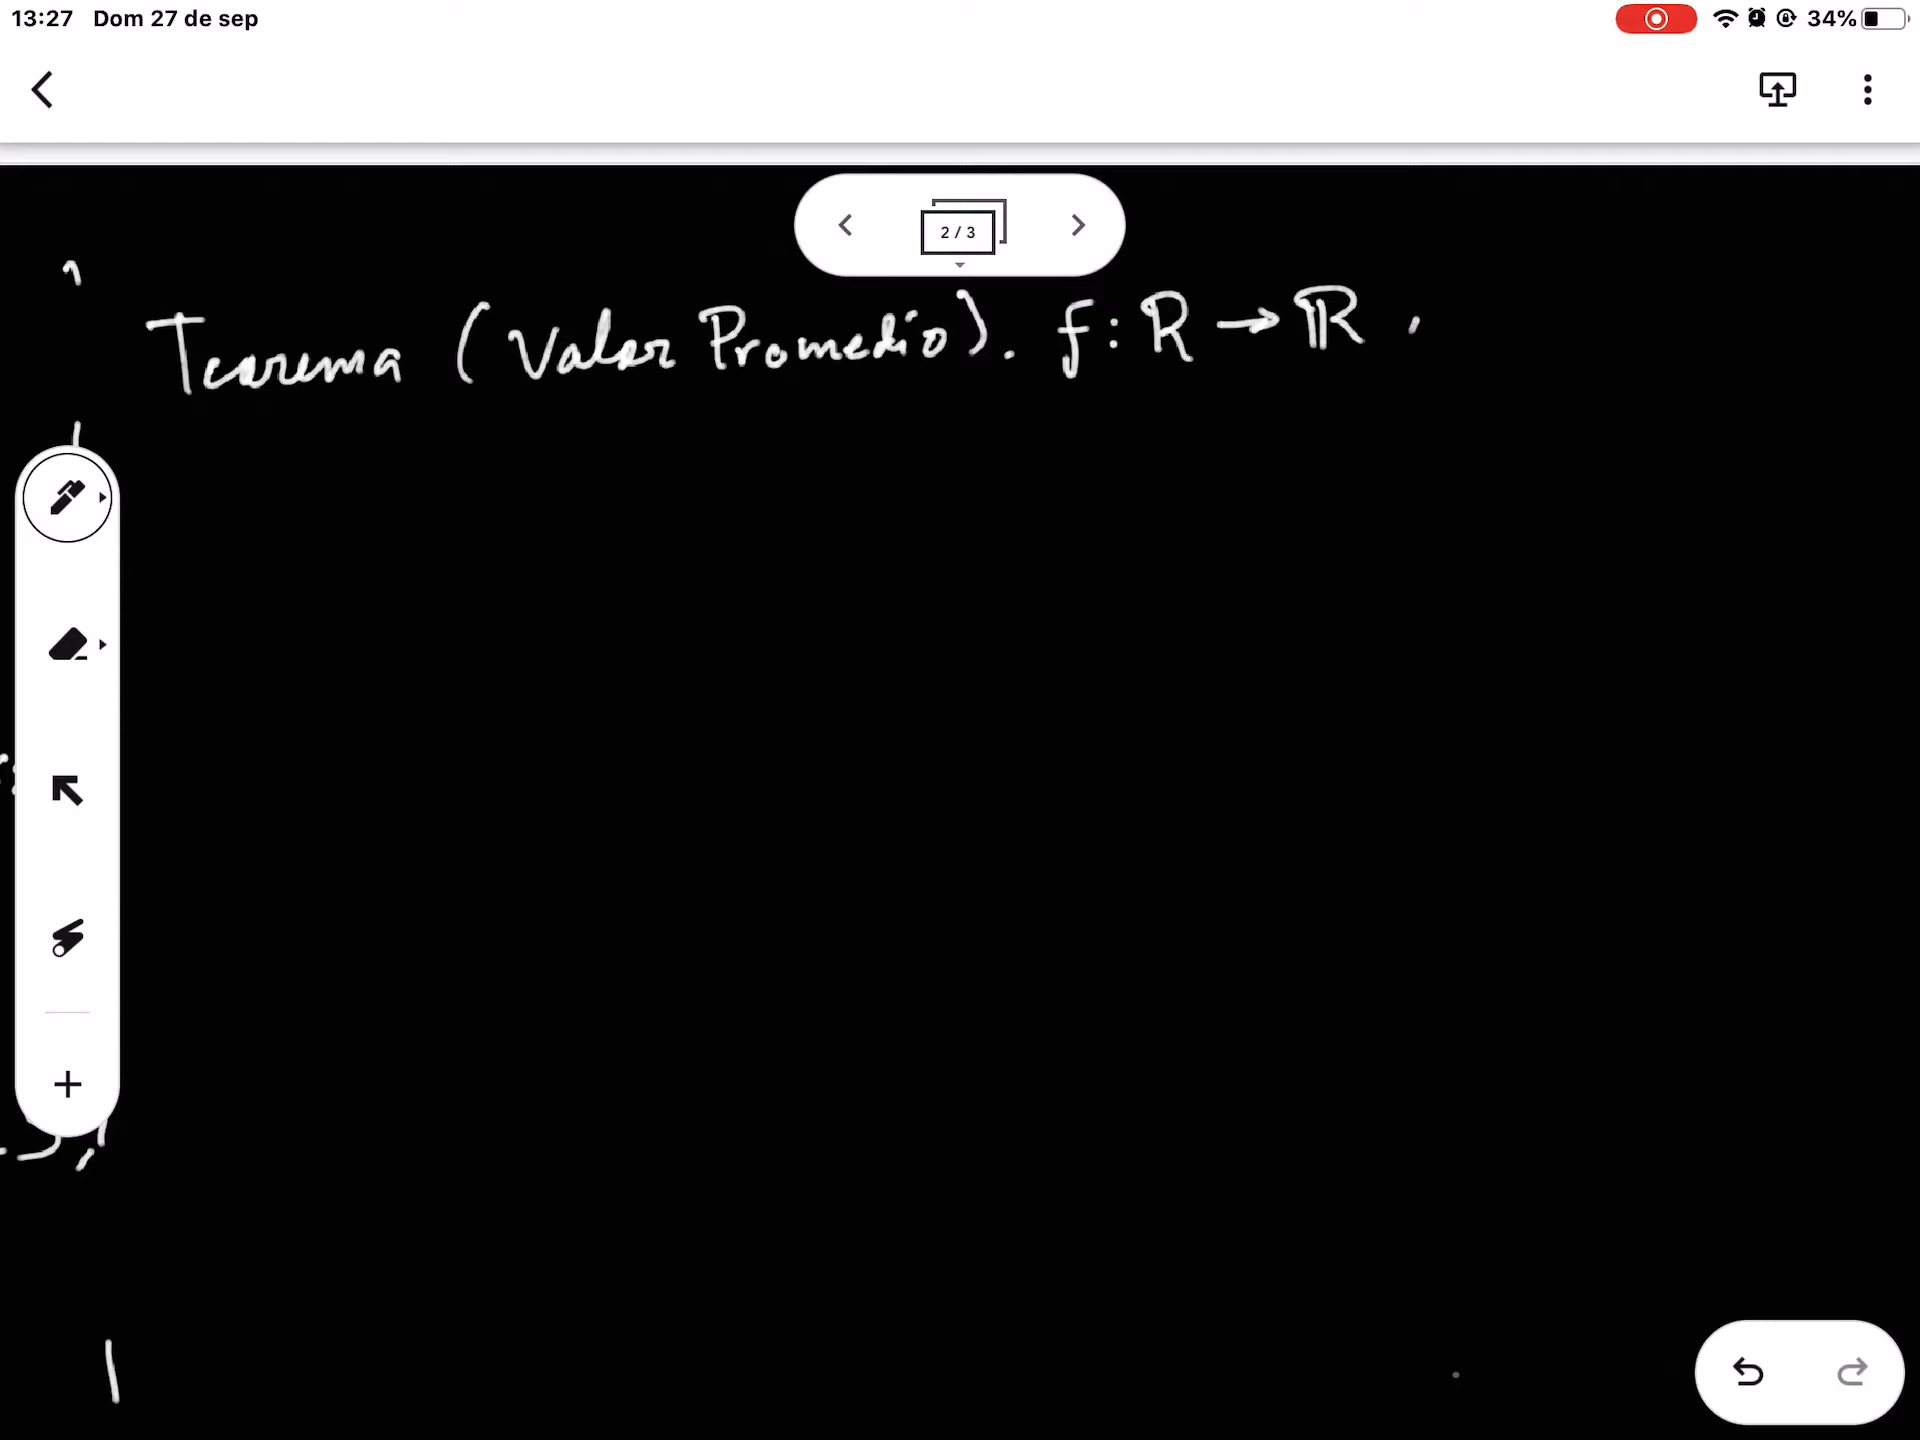 13:27 Dom 27 de sep 34%
2 / 3
Teorema (Valor Promedio). f: ℝ → ℝ ,